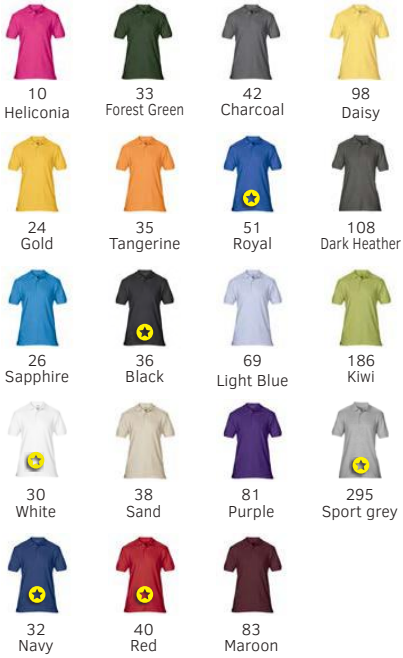 10
Heliconia
33
Forest Green
42
Charcoal
98
Daisy
24
Gold
35
Tangerine
51
Royal
108
Dark Heather
26
Sapphire
36
Black
69
Light Blue
186
Kiwi
30
White
38
Sand
81
Purple
295
Sport grey
32
Navy
40
Red
83
Maroon